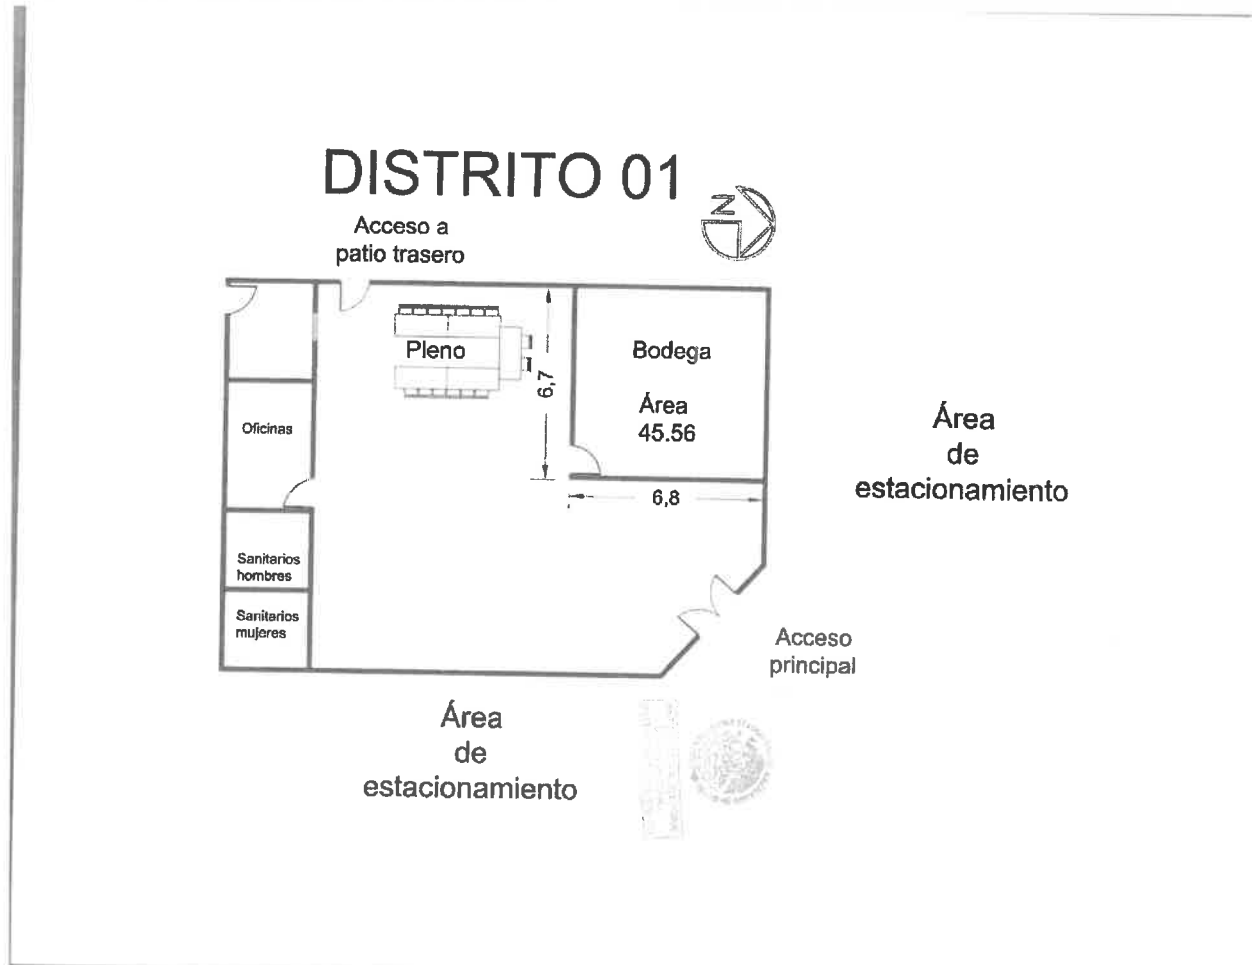 DISTRITO 01
N
Acceso a
patio trasero
Pleno
6,7
Bodega
Área
45.56
6,8
Oficinas
Sanitarios
hombres
Sanitarios
mujeres
Área
de
estacionamiento
Acceso
principal
Área
de
estacionamiento